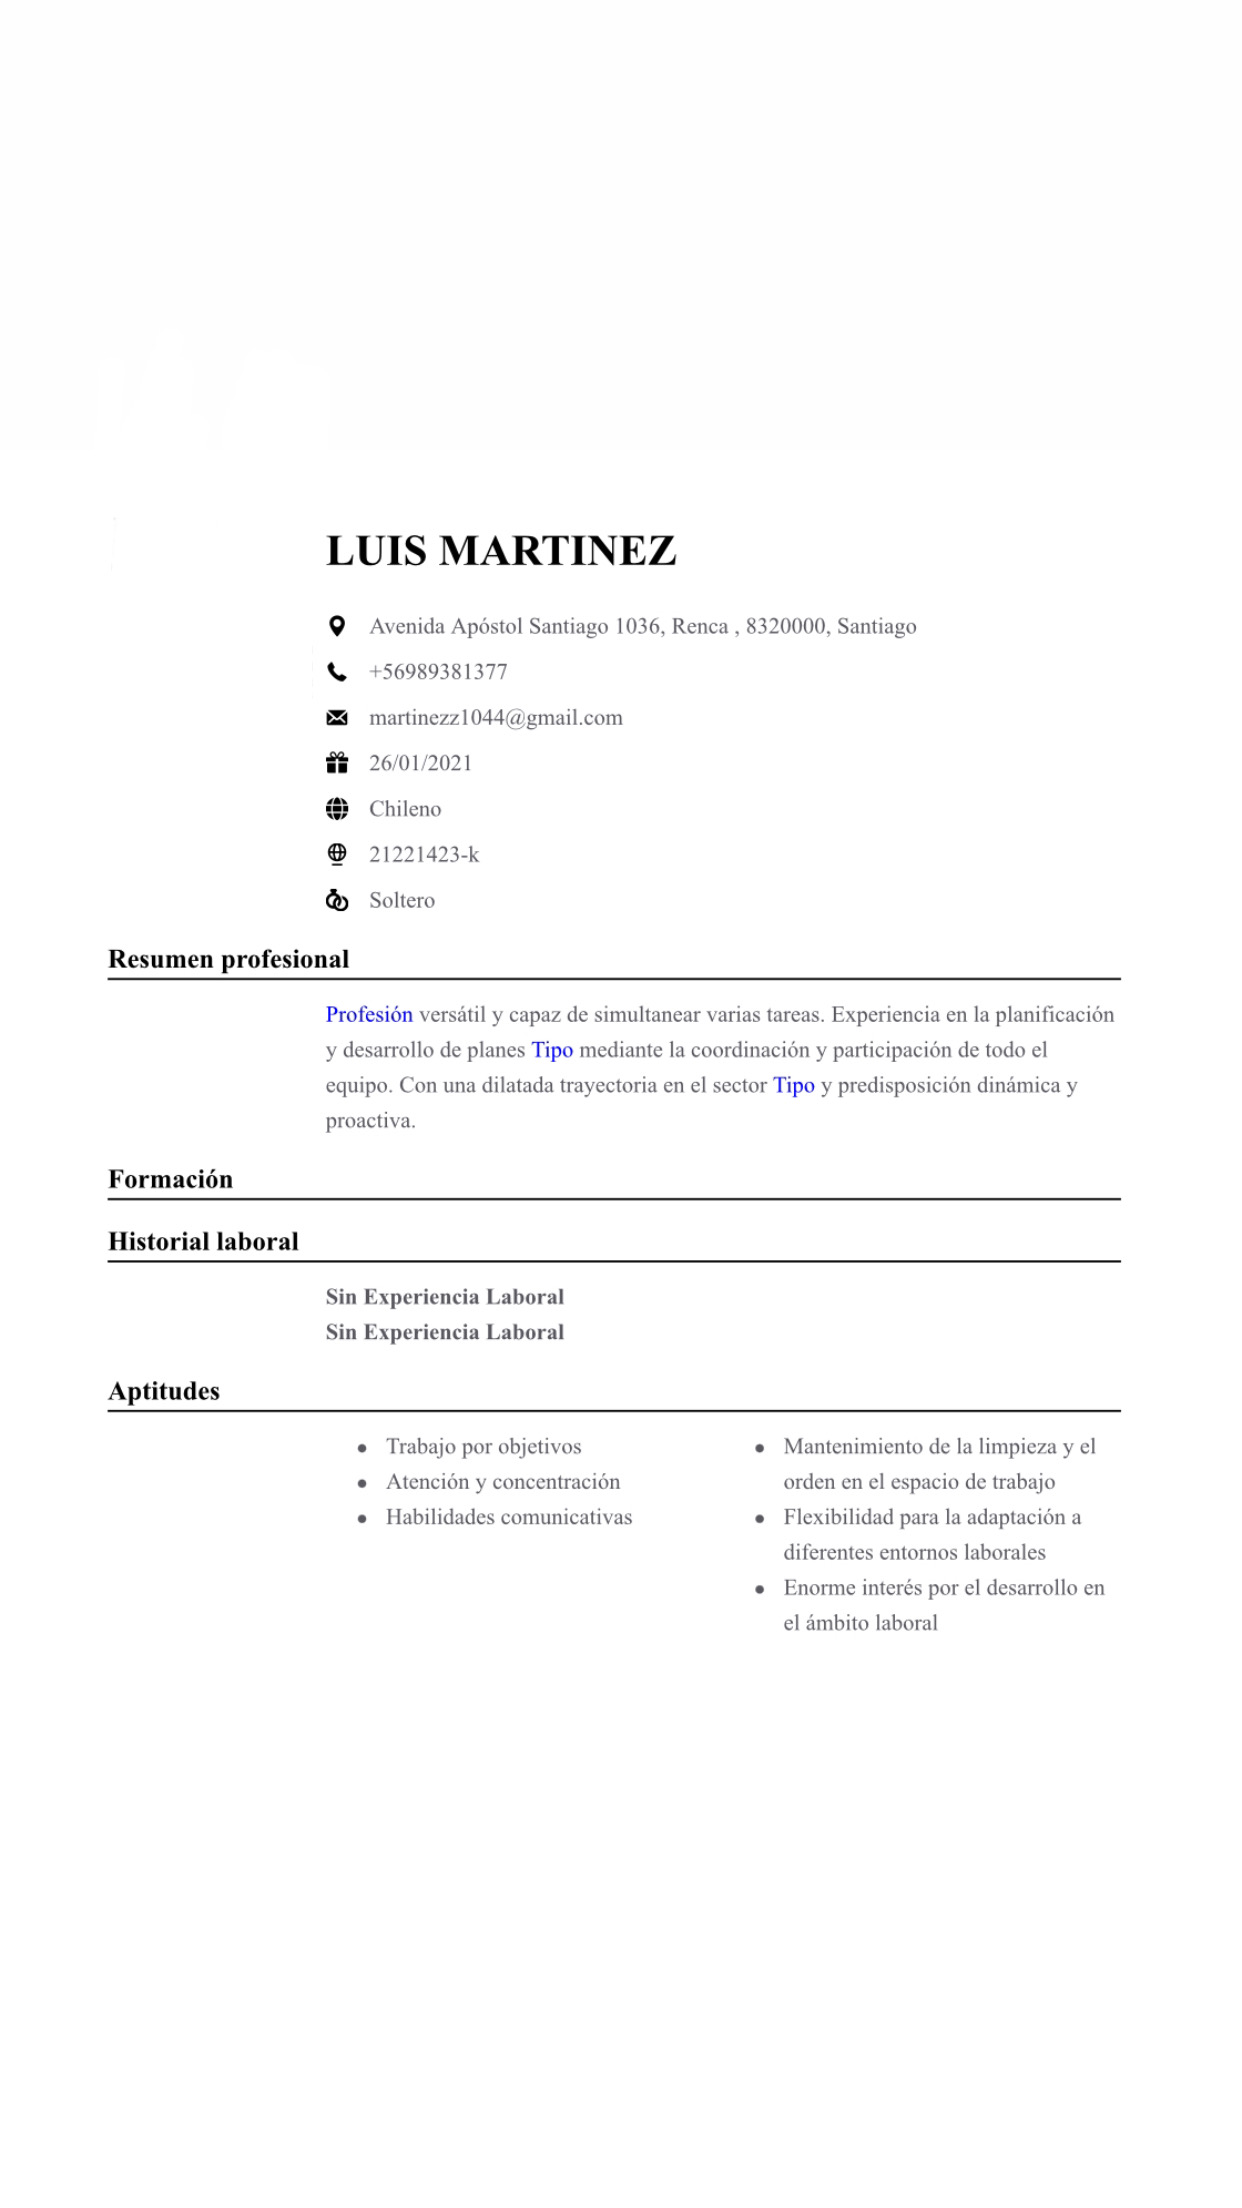 LUIS MARTINEZ
Avenida Apóstol Santiago 1036, Renca , 8320000, Santiago
+56989381377
martinezz1044@gmail.com
26/01/2021
Chileno
21221423-k
Soltero
Resumen profesional
Profesión versátil y capaz de simultanear varias tareas. Experiencia en la planificación
y desarrollo de planes Tipo mediante la coordinación y participación de todo el
equipo. Con una dilatada trayectoria en el sector Tipo y predisposición dinámica y
proactiva.
Formación
Historial laboral
Sin Experiencia Laboral
Sin Experiencia Laboral
Aptitudes
Trabajo por objetivos
Atención y concentración
Habilidades comunicativas
Mantenimiento de la limpieza y el
orden en el espacio de trabajo
Flexibilidad para la adaptación a
diferentes entornos laborales
Enorme interés por el desarrollo en
el ámbito laboral